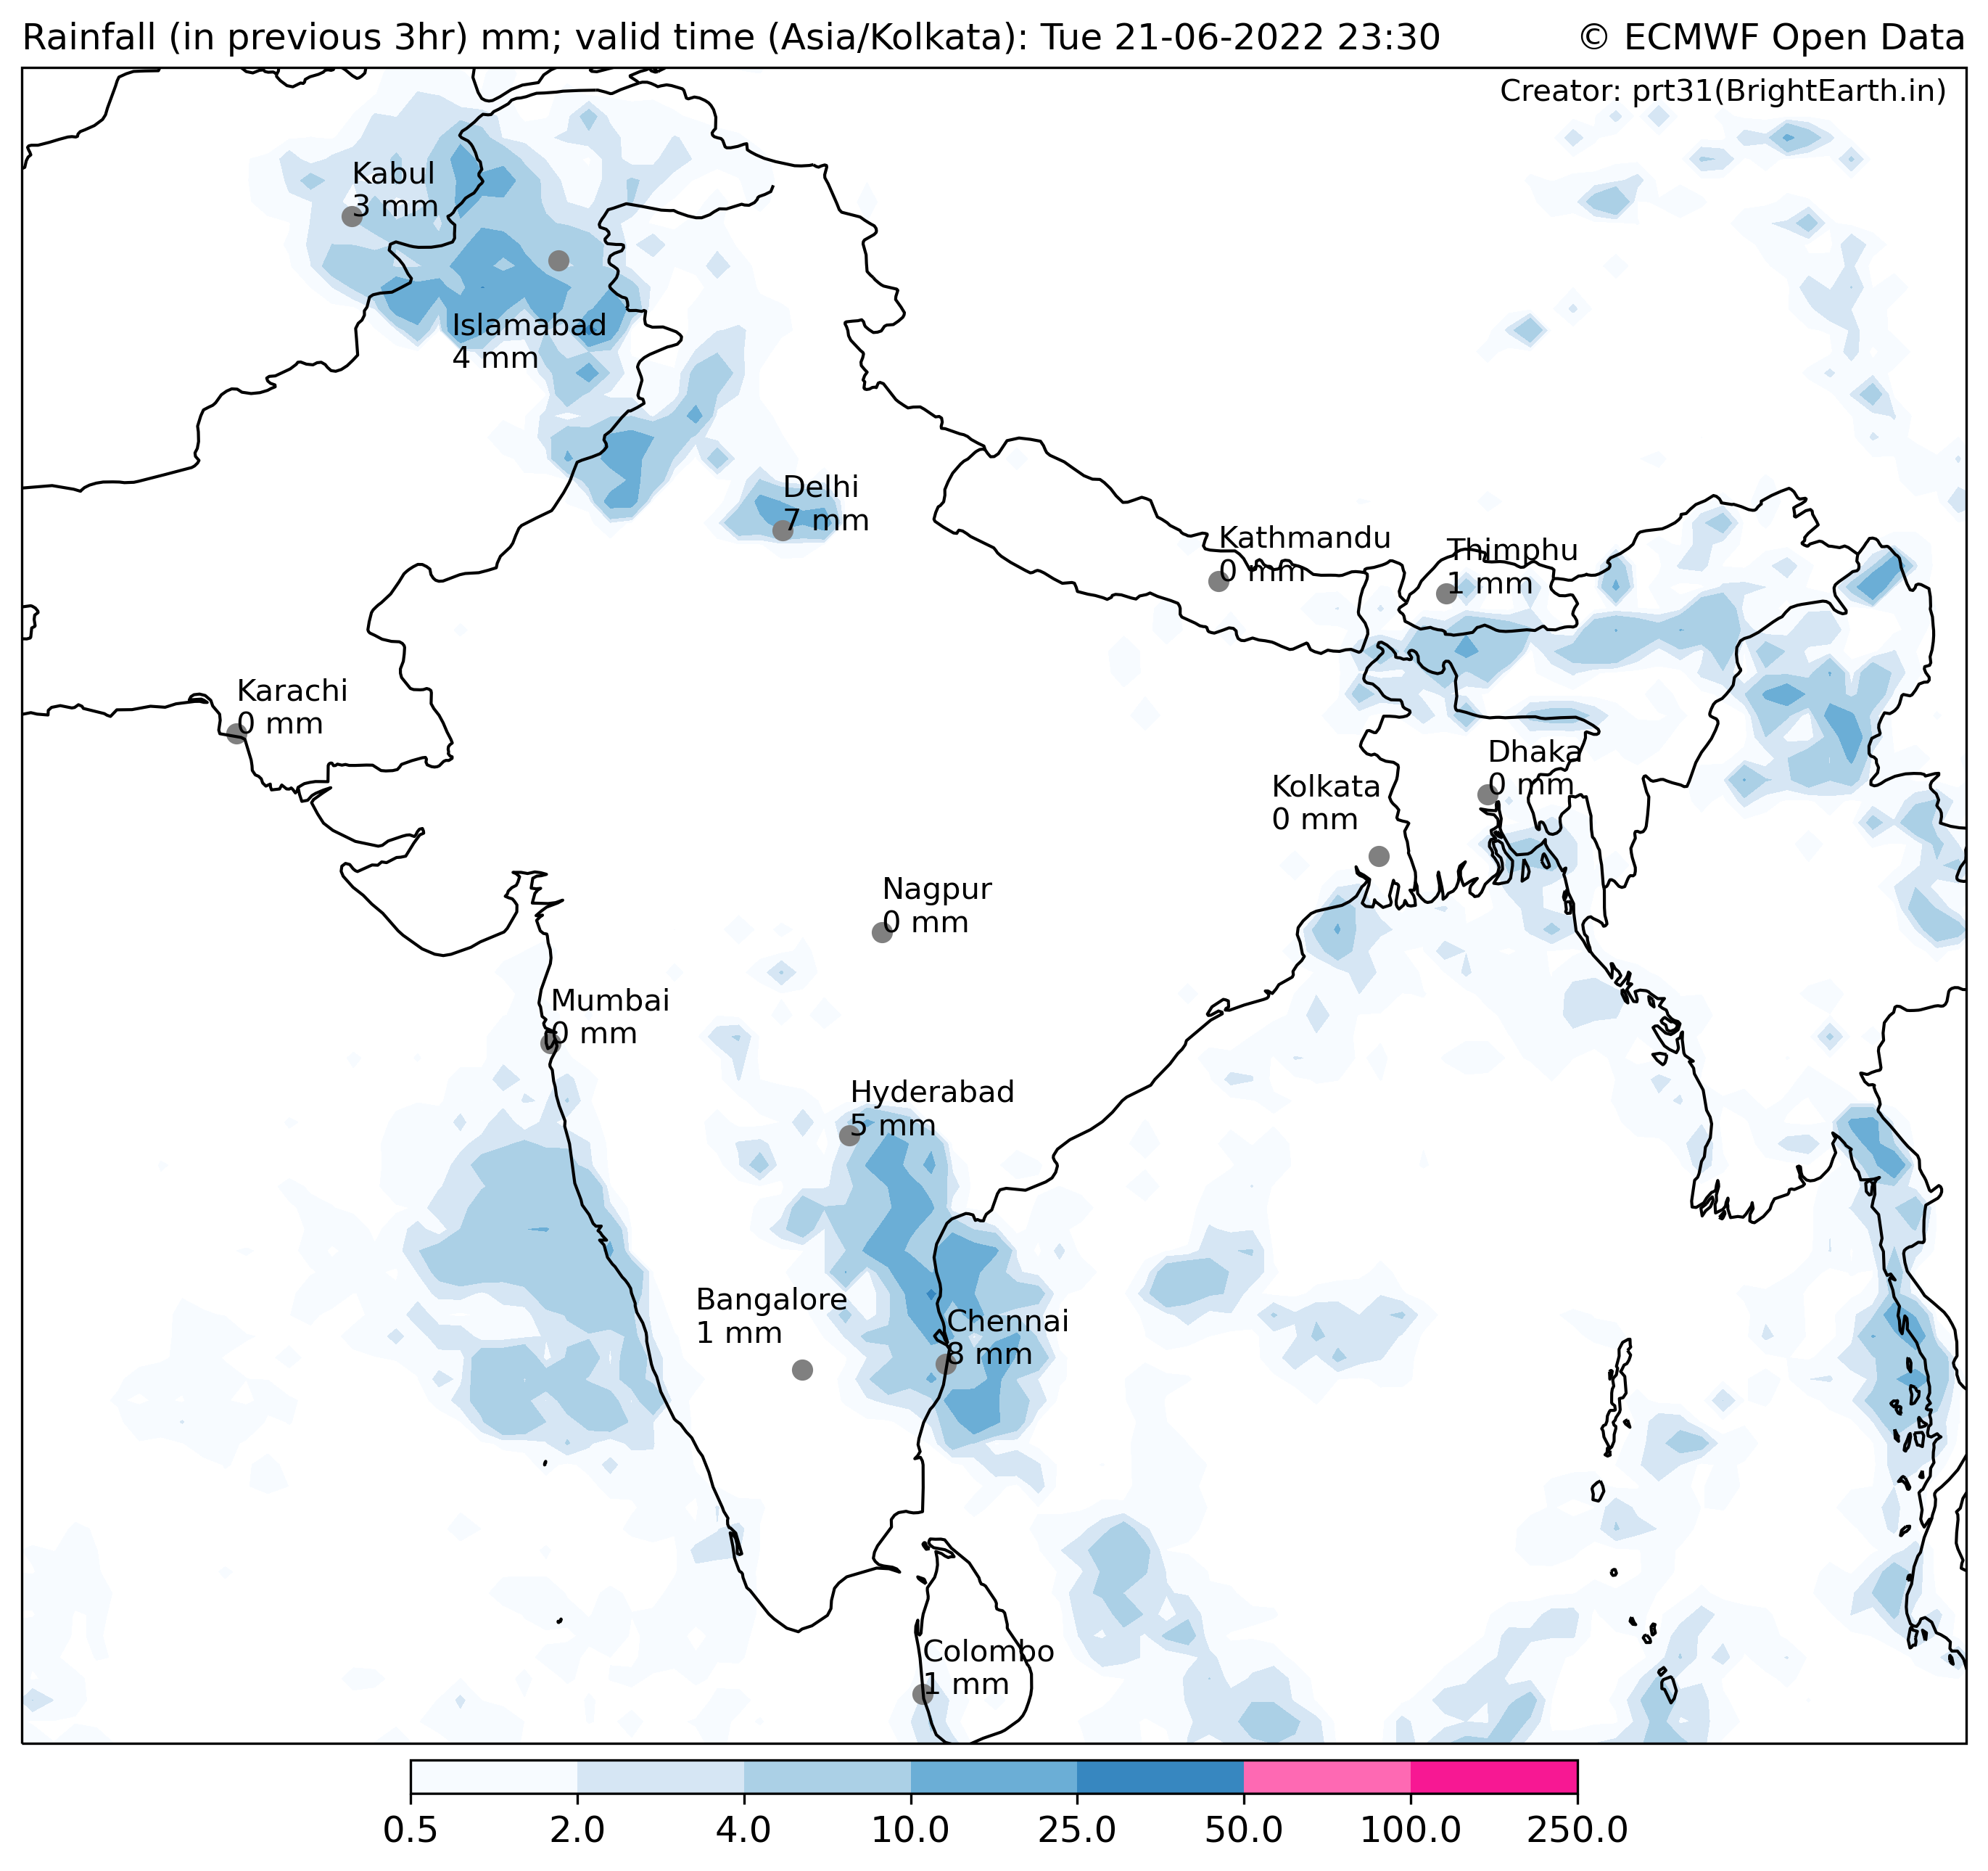 Rainfall (in previous 3hr) mm; valid time (Asia/Kolkata): Tue 21-06-2022 23:30
© ECMWF Open Data
Creator: prt31(BrightEarth.in)
Kabul
3 mm
Islamabad
4 mm
Delhi
7 mm
Kathmandu
0 mm
Thimphu
1 mm
Karachi
0 mm
Dhaka
0 mm
Kolkata
0 mm
Nagpur
0 mm
Mumbai
0 mm
Hyderabad
5 mm
Bangalore
1 mm
Chennai
8 mm
Colombo
1 mm
0.5 2.0 4.0 10.0 25.0 50.0 100.0 250.0